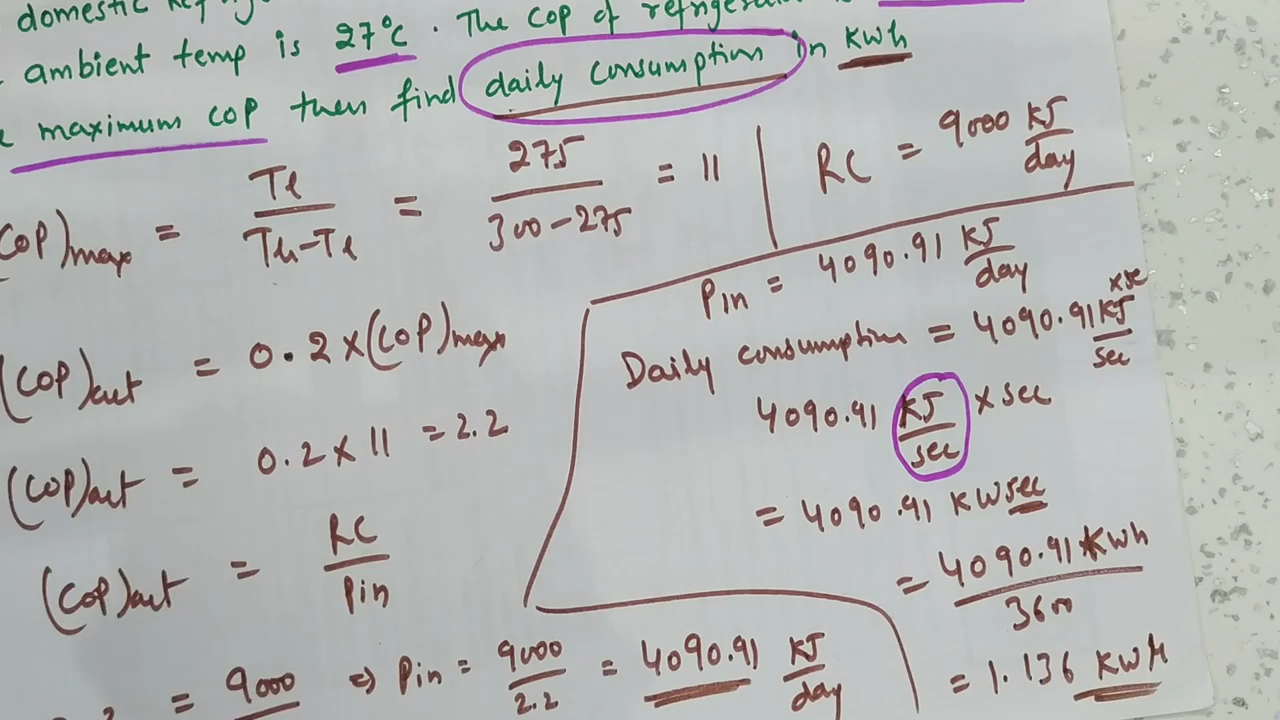 domestic
ambient temp is 27°C. The COP of refrigerator
maximum COP then find daily consumption in KWh
COP)max = Tl / Th-Tl = 275 / 300-275 = 11
RC = 9000 KJ/day
(COP)act = 0.2 x (COP)max
(COP)act = 0.2 x 11 = 2.2
(COP)act = RC / Pin
= 9000 ⇒ Pin = 9000 / 2.2 = 4090.91 KJ/day
Pin = 4090.91 KJ/day
Daily consumption = 4090.91 KJ/sec x sec
4090.91 KJ/sec x sec
= 4090.91 KWsec
= 4090.91 KWh / 3600
= 1.136 KWh